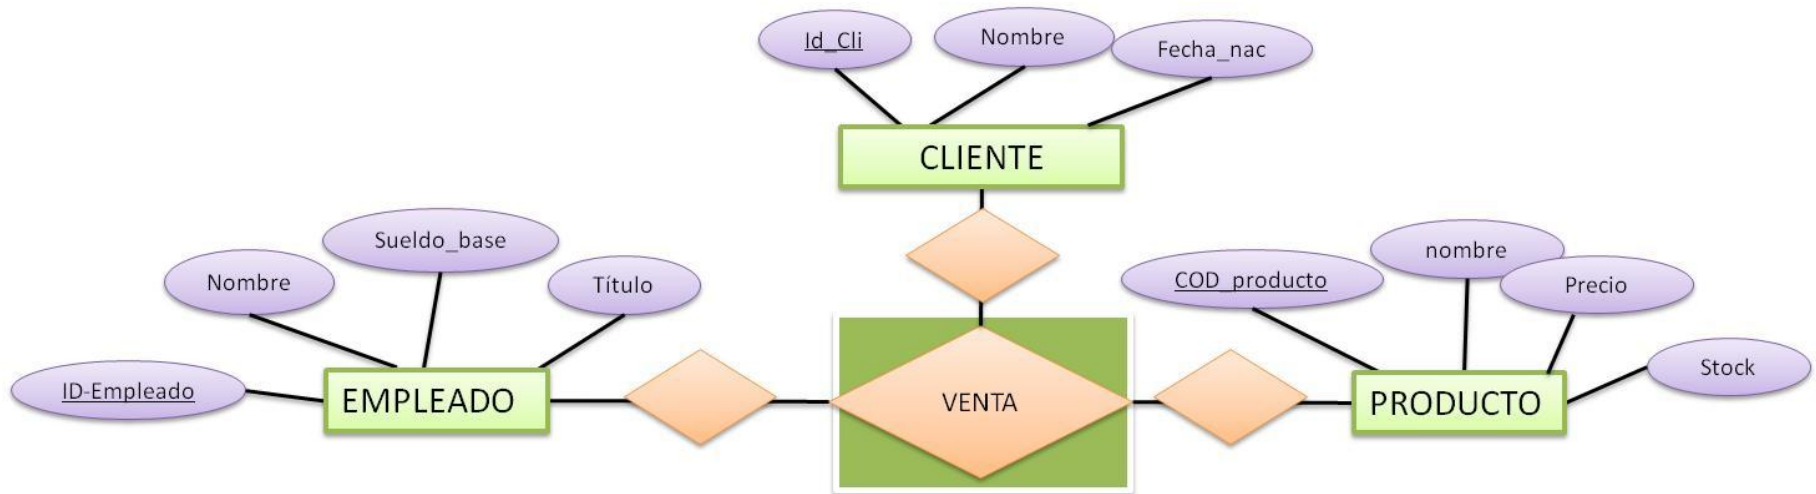 Id_Cli
Nombre
Fecha_nac
CLIENTE
Sueldo_base
Nombre
Título
ID-Empleado
EMPLEADO
VENTA
COD_producto
nombre
Precio
Stock
PRODUCTO